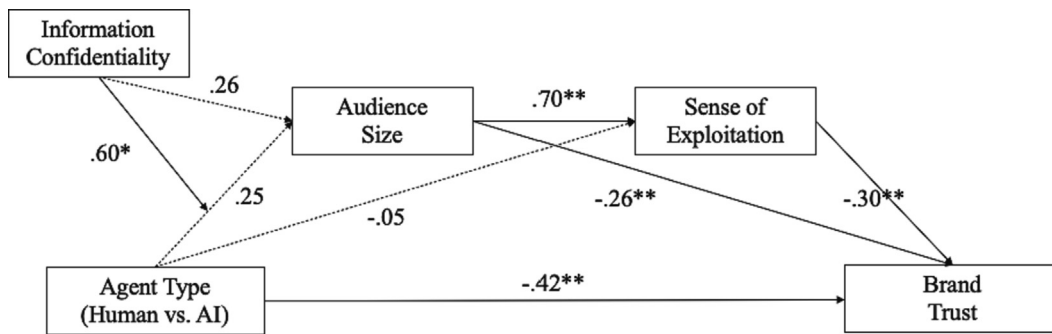 Information
Confidentiality
.26
Audience
Size
.70**
Sense of
Exploitation
.60*
.25
-.05
-.26**
-.30**
Agent Type
(Human vs. AI)
-.42**
Brand
Trust